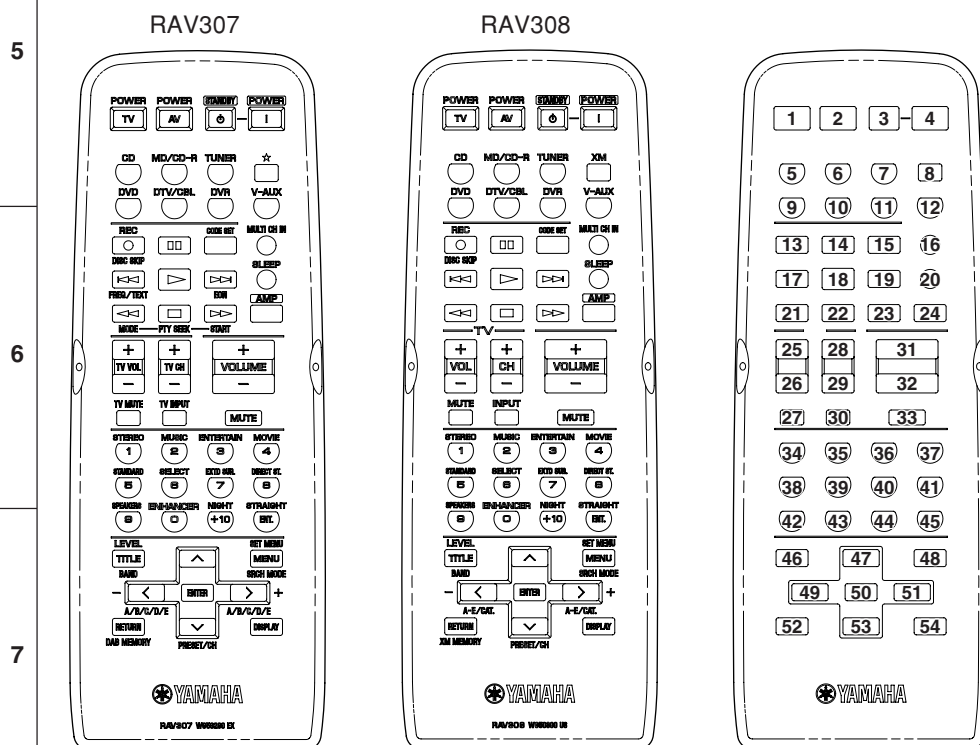 RAV307
RAV308
5
6
7
POWER POWER STANDBY POWER
TV AV I
CD MD/CD-R TUNER ☆
DVD DTV/CBL DVR V-AUX
REC CODE SET MULTI CH IN
DISC SKIP SLEEP
FREQ/TEXT EON AMP
MODE PTY SEEK START
+ + +
TV VOL TV CH VOLUME
– – –
TV MUTE TV INPUT
MUTE
STEREO MUSIC ENTERTAIN MOVIE
1 2 3 4
STANDARD SELECT EXTD SUR. DIRECT ST.
5 6 7 8
SPEAKERS ENHANCER NIGHT STRAIGHT
9 0 +10 ENT.
LEVEL SET MENU
TITLE MENU
BAND SRCH MODE
– ENTER +
A/B/C/D/E A/B/C/D/E
RETURN DISPLAY
DAB MEMORY PRESET/CH
YAMAHA
RAV307 EX
POWER POWER STANDBY POWER
TV AV I
CD MD/CD-R TUNER XM
DVD DTV/CBL DVR V-AUX
REC CODE SET MULTI CH IN
DISC SKIP SLEEP
AMP
TV
+ + +
VOL CH VOLUME
– – –
MUTE INPUT
MUTE
STEREO MUSIC ENTERTAIN MOVIE
1 2 3 4
STANDARD SELECT EXTD SUR. DIRECT ST.
5 6 7 8
SPEAKERS ENHANCER NIGHT STRAIGHT
9 0 +10 ENT.
LEVEL SET MENU
TITLE MENU
BAND SRCH MODE
– ENTER +
A-E/CAT. A-E/CAT.
RETURN DISPLAY
XM MEMORY PRESET/CH
YAMAHA
RAV308 US
1 2 3 4
5 6 7 8
9 10 11 12
13 14 15 16
17 18 19 20
21 22 23 24
25 28 31
26 29 32
27 30 33
34 35 36 37
38 39 40 41
42 43 44 45
46 47 48
49 50 51
52 53 54
YAMAHA